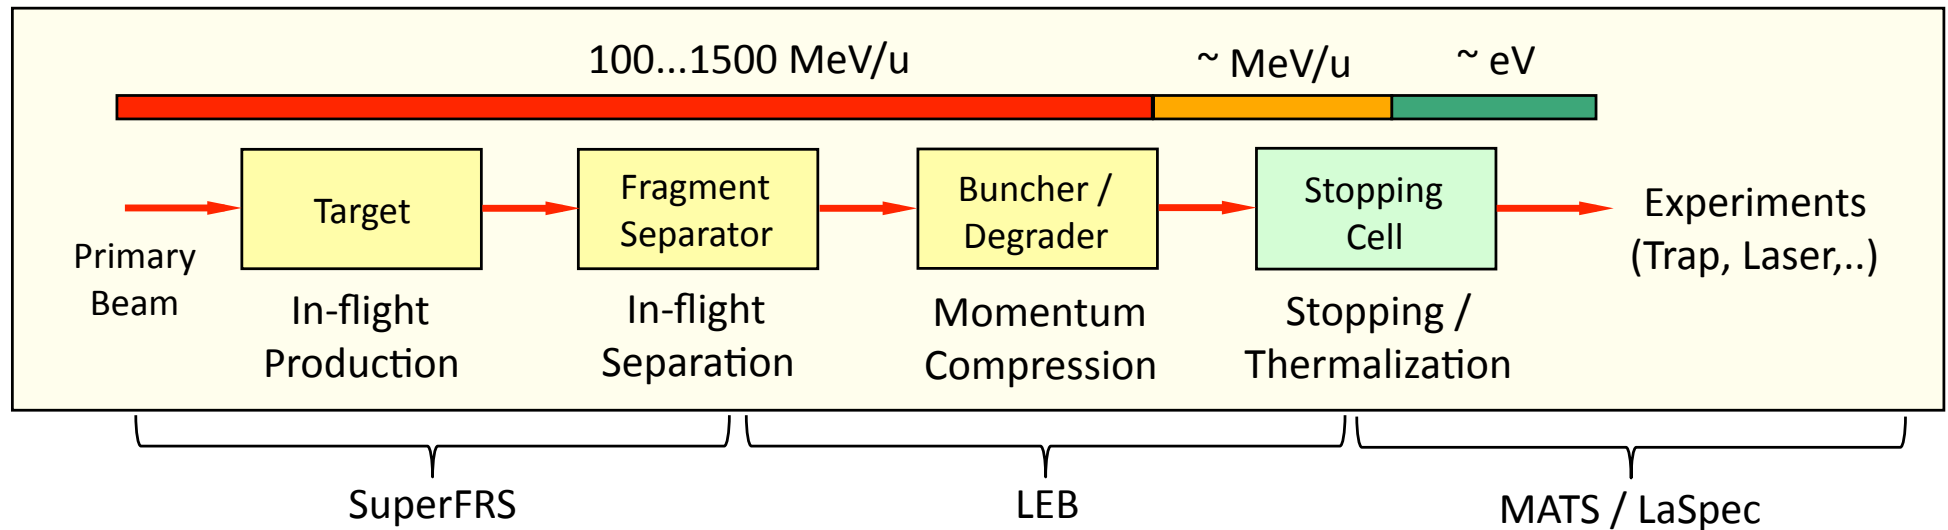 100...1500 MeV/u
~ MeV/u
~ eV
Primary
Beam
Target
In-flight
Production
Fragment
Separator
In-flight
Separation
Buncher /
Degrader
Momentum
Compression
Stopping
Cell
Stopping /
Thermalization
Experiments
(Trap, Laser,..)
SuperFRS
LEB
MATS / LaSpec